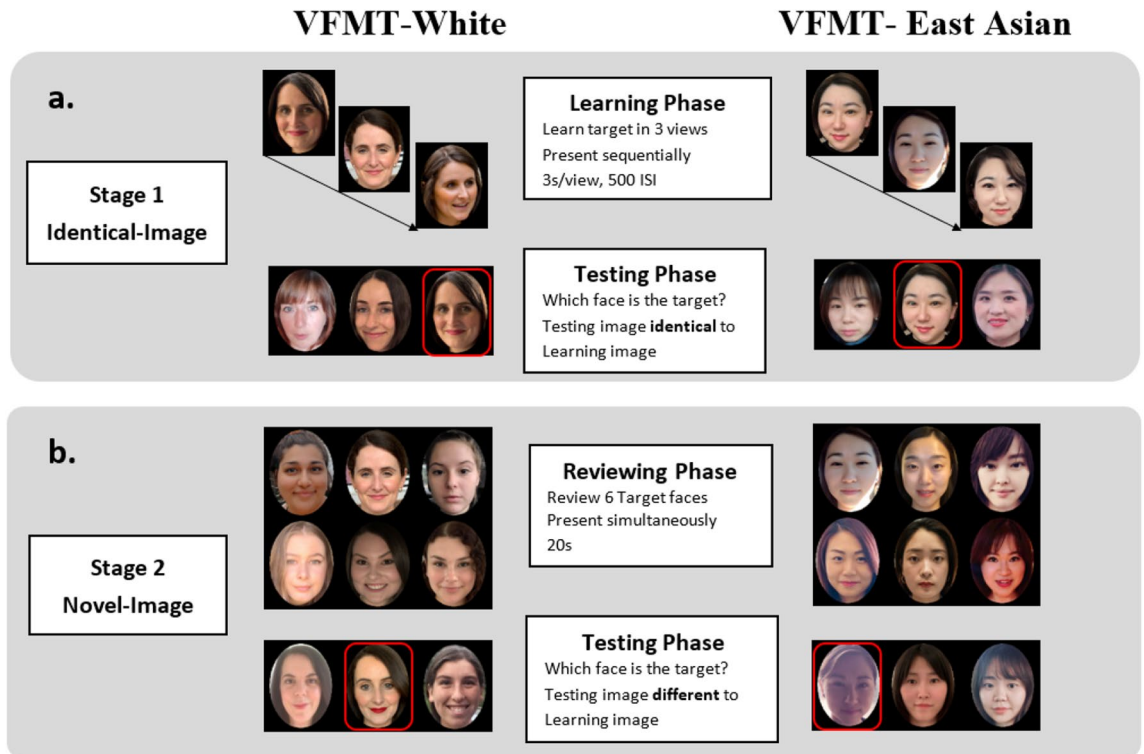 VFMT-White
VFMT- East Asian
a.
Stage 1
Identical-Image
Learning Phase
Learn target in 3 views
Present sequentially
3s/view, 500 ISI
Testing Phase
Which face is the target?
Testing image identical to
Learning image
b.
Stage 2
Novel-Image
Reviewing Phase
Review 6 Target faces
Present simultaneously
20s
Testing Phase
Which face is the target?
Testing image different to
Learning image